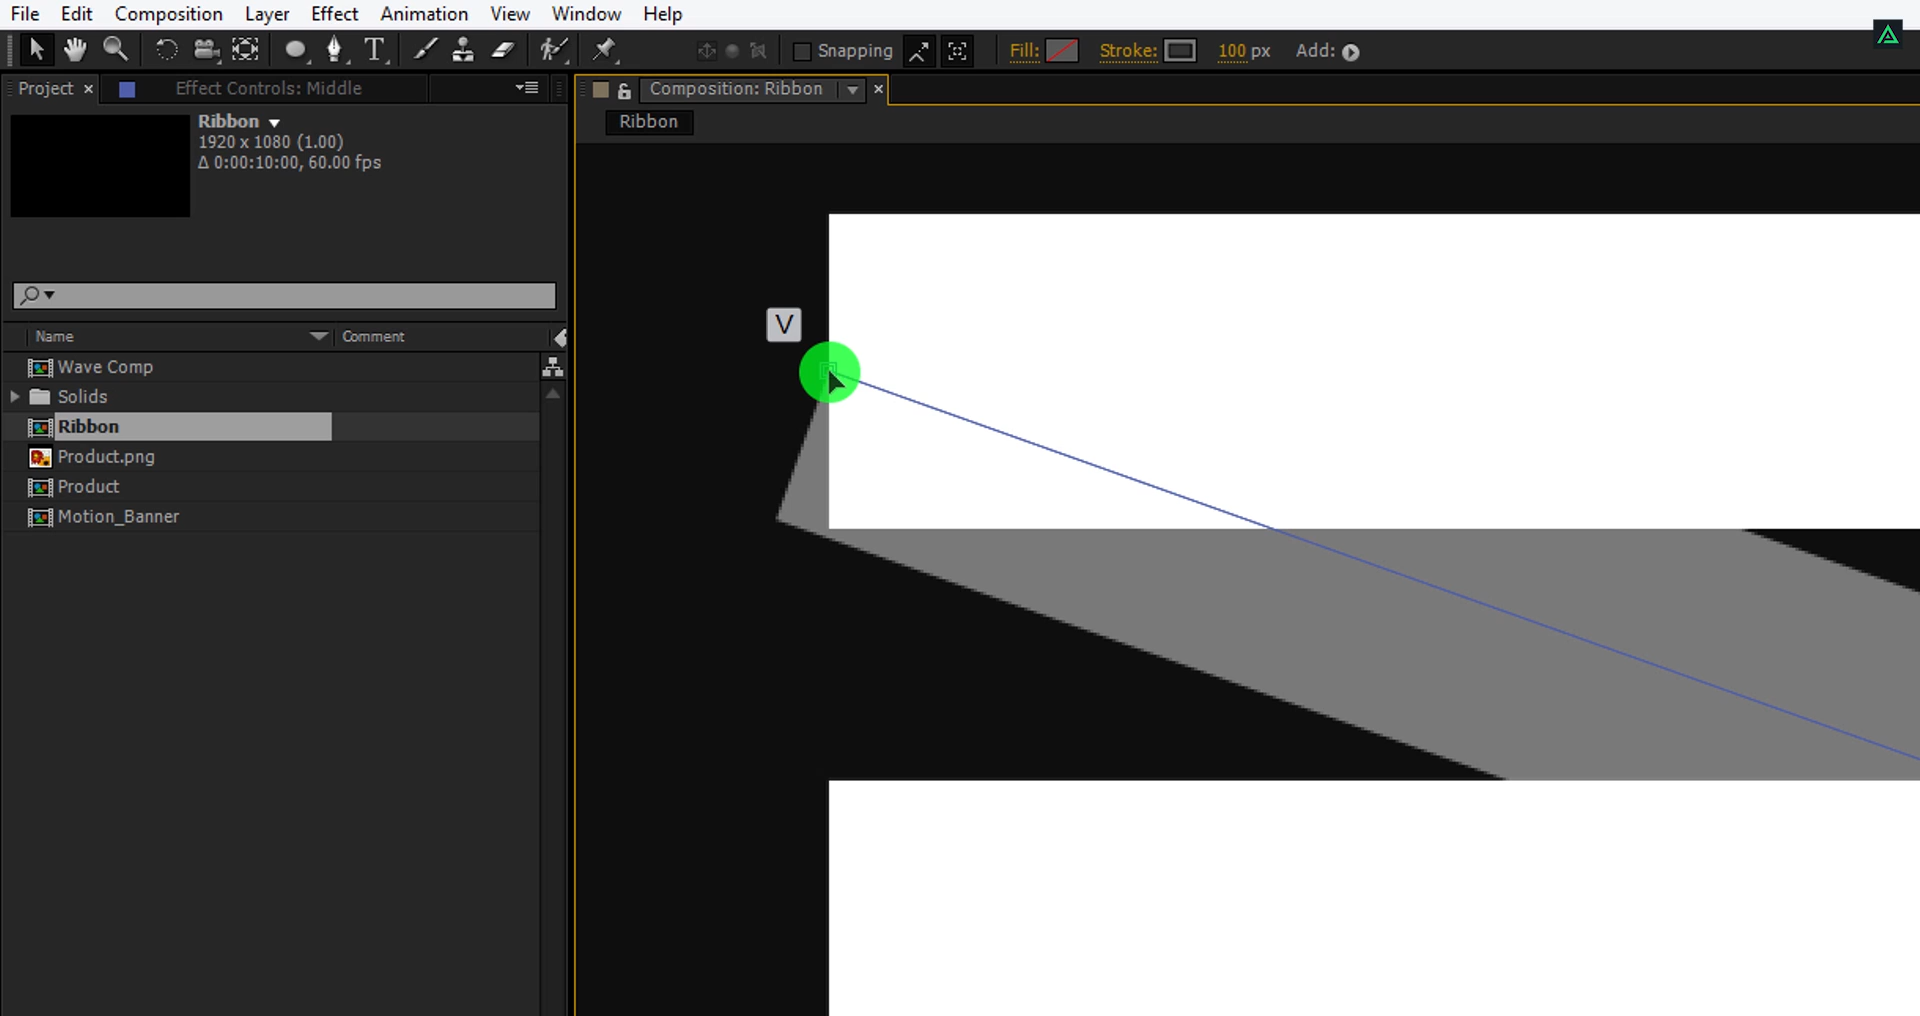 File Edit Composition Layer Effect Animation View Window Help
Snapping Fill: Stroke: 100 px Add:
Project Effect Controls: Middle Composition: Ribbon
Ribbon
Ribbon
1920 x 1080 (1.00)
Δ 0:00:10:00, 60.00 fps
Name Comment
V
Wave Comp
Solids
Ribbon
Product.png
Product
Motion_Banner